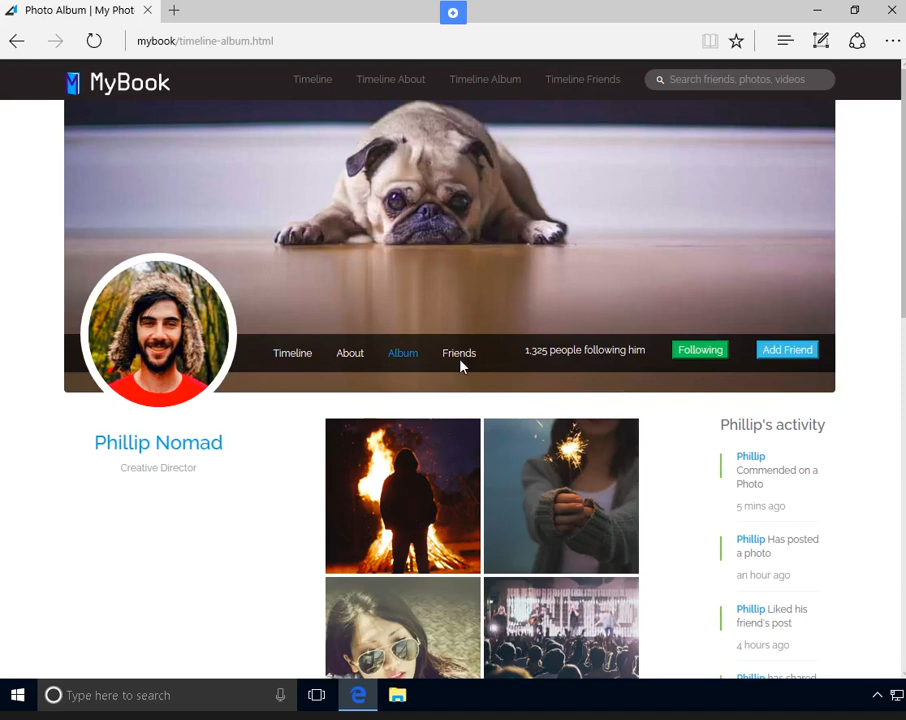 Photo Album | My Phot
mybook/timeline-album.html
MyBook
Timeline
Timeline About
Timeline Album
Timeline Friends
Search friends, photos, videos
Timeline
About
Album
Friends
1,325 people following him
Following
Add Friend
Phillip Nomad
Creative Director
Phillip's activity
Phillip
Commended on a
Photo
5 mins ago
Phillip Has posted
a photo
an hour ago
Phillip Liked his
friend's post
4 hours ago
Phillip has shared
Type here to search